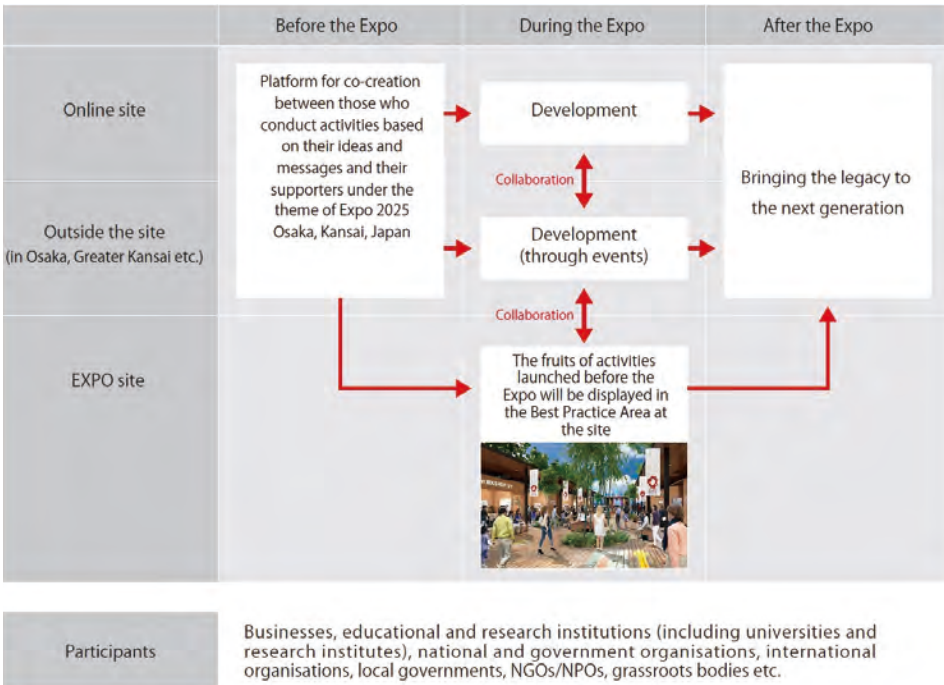 Before the Expo
During the Expo
After the Expo
Online site
Platform for co-creation
between those who
conduct activities based
on their ideas and
messages and their
supporters under the
theme of Expo 2025
Osaka, Kansai, Japan
Development
Collaboration
Bringing the legacy to
the next generation
Outside the site
(in Osaka, Greater Kansai etc.)
Development
(through events)
Collaboration
EXPO site
The fruits of activities
launched before the
Expo will be displayed in
the Best Practice Area at
the site
Participants
Businesses, educational and research institutions (including universities and
research institutes), national and government organisations, international
organisations, local governments, NGOs/NPOs, grassroots bodies etc.